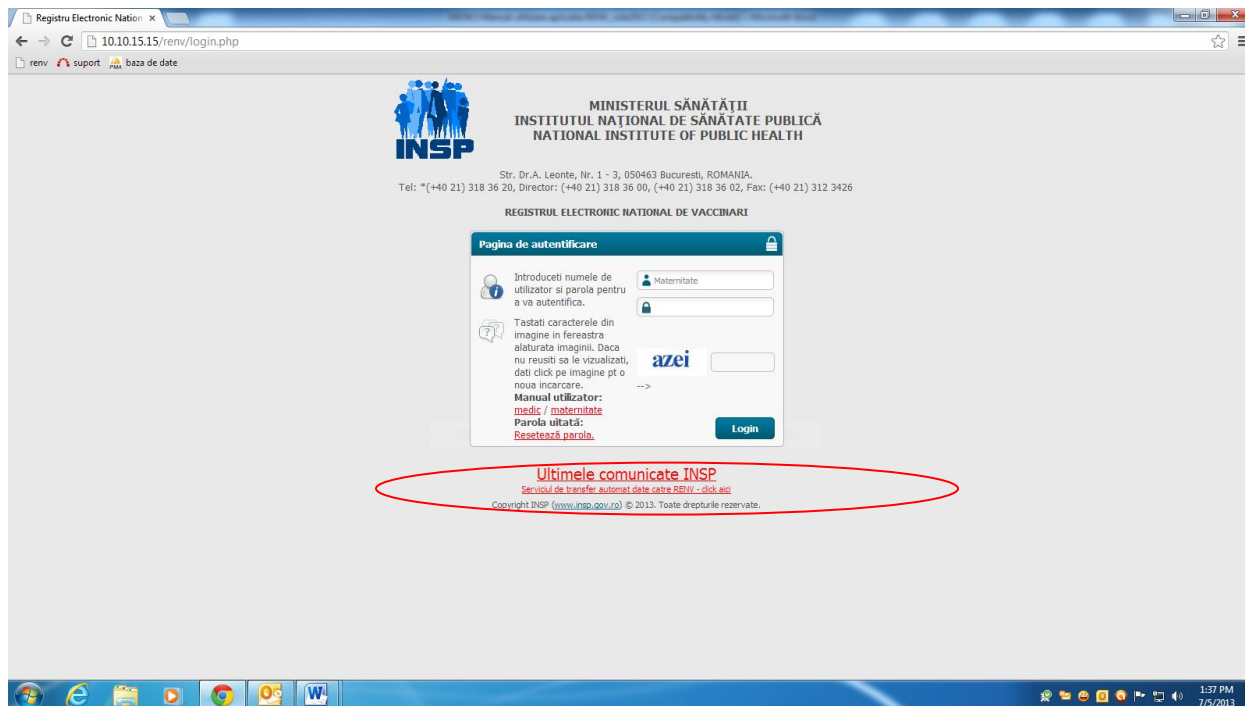 Registru Electronic Nation
10.10.15.15/renv/login.php
renv suport PMA baza de date
INSP
MINISTERUL SĂNĂTĂŢII
INSTITUTUL NAŢIONAL DE SĂNĂTATE PUBLICĂ
NATIONAL INSTITUTE OF PUBLIC HEALTH
Str. Dr.A. Leonte, Nr. 1 - 3, 050463 Bucuresti, ROMANIA.
Tel: *(+40 21) 318 36 20, Director: (+40 21) 318 36 00, (+40 21) 318 36 02, Fax: (+40 21) 312 3426
REGISTRUL ELECTRONIC NATIONAL DE VACCINARI
Pagina de autentificare
Introduceti numele de
utilizator si parola pentru
a va autentifica.
Maternitate
Tastati caracterele din
imagine in fereastra
alaturata imaginii. Daca
nu reusiti sa le vizualizati,
dati click pe imagine pt o
noua incarcare.
azei
-->
Manual utilizator:
medic / maternitate
Parola uitată:
Resetează parola.
Login
Ultimele comunicate INSP
Serviciul de transfer automat date catre RENV - click aici
Copyright INSP (www.insp.gov.ro) © 2013. Toate drepturile rezervate.
1:37 PM
7/5/2013